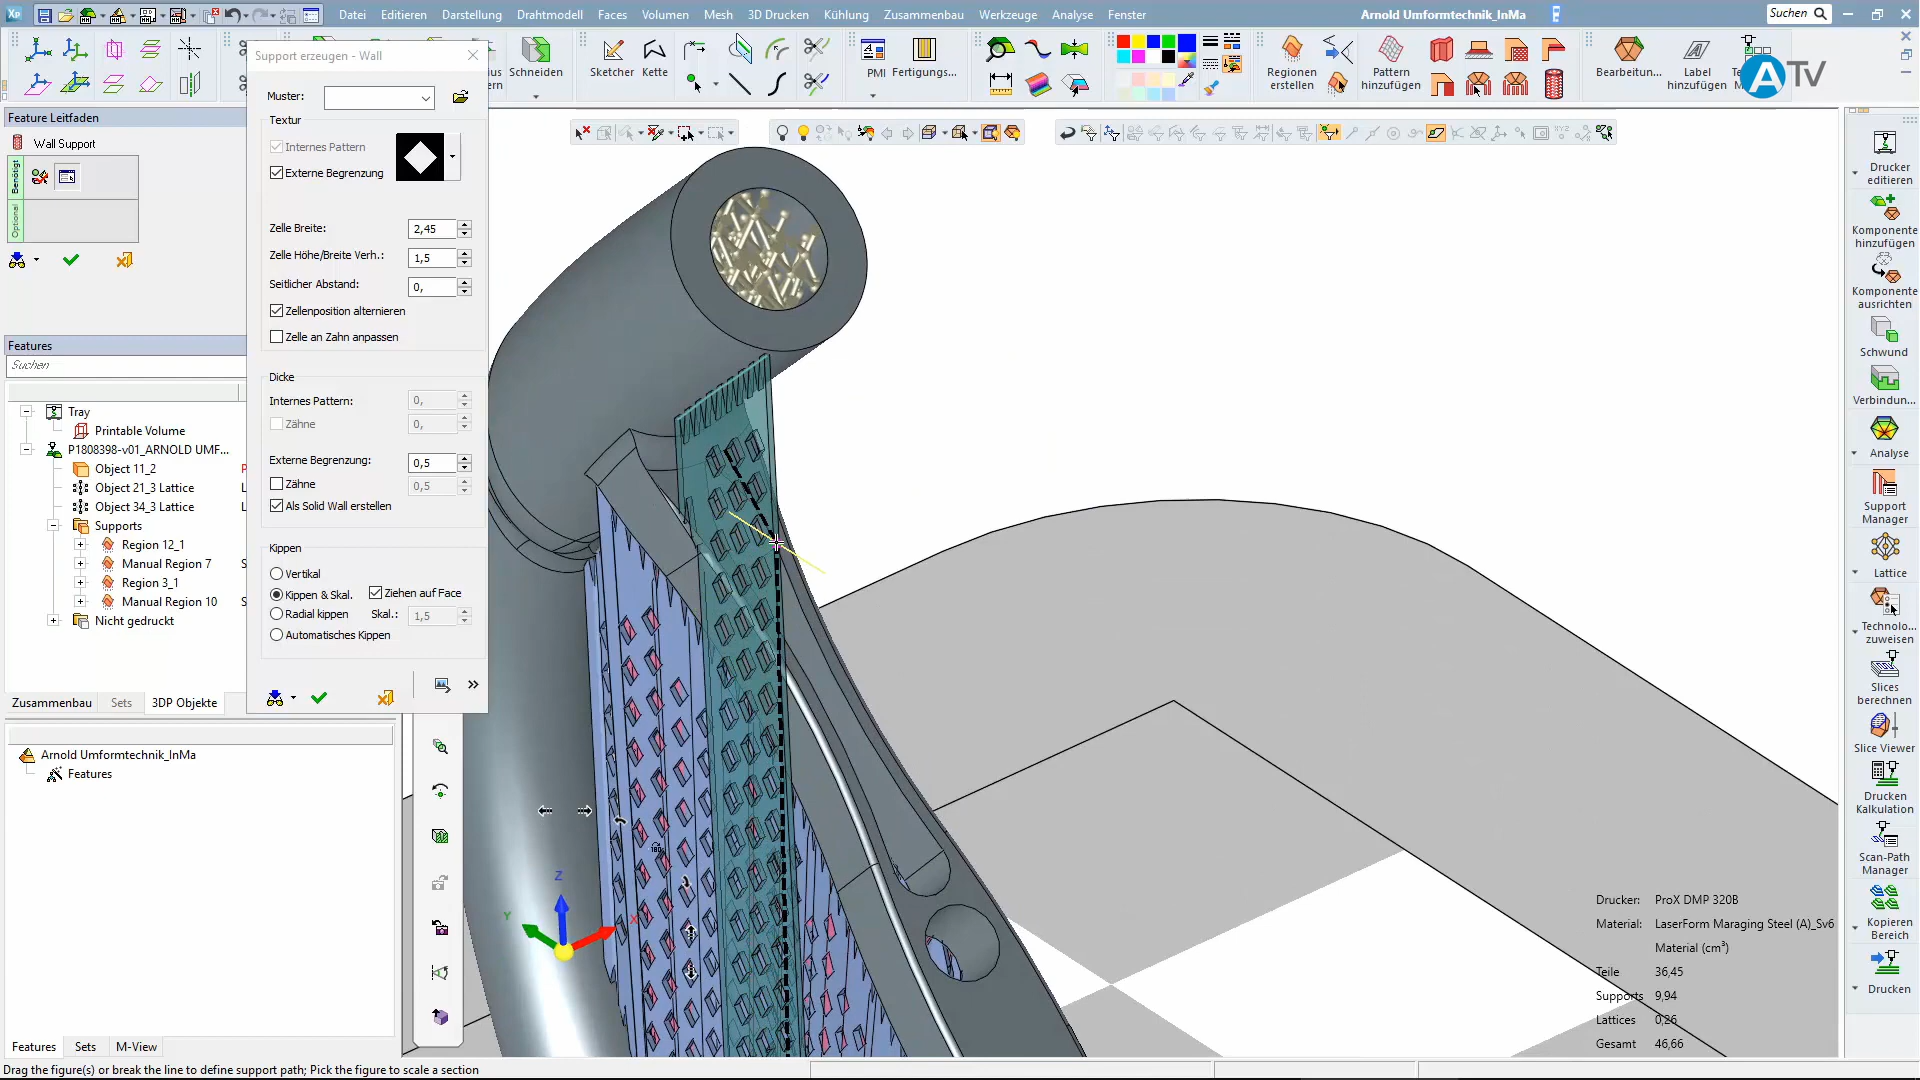 Xp
Datei
Editieren
Darstellung
Drahtmodell
Faces
Volumen
Mesh
3D Drucken
Kühlung
Zusammenbau
Werkzeuge
Analyse
Fenster
Arnold Umformtechnik_InMa
Suchen
Schneiden
Sketcher
Kette
PMI
Fertigungs...
Regionen
erstellen
Pattern
hinzufügen
Bearbeitun...
Label
hinzufügen
ATV
Feature Leitfaden
Wall Support
Benötigt
Optional
Features
Suchen
Tray
Printable Volume
P1808398-v01_ARNOLD UMF...
Object 11_2
Object 21_3 Lattice
Object 34_3 Lattice
Supports
Region 12_1
Manual Region 7
Region 3_1
Manual Region 10
Nicht gedruckt
Zusammenbau
Sets
3DP Objekte
Arnold Umformtechnik_InMa
Features
Features
Sets
M-View
Support erzeugen - Wall
Muster:
Textur
Internes Pattern
Externe Begrenzung
Zelle Breite: 2,45
Zelle Höhe/Breite Verh.: 1,5
Seitlicher Abstand: 0,
Zellenposition alternieren
Zelle an Zahn anpassen
Dicke
Internes Pattern: 0,
Zähne 0,
Externe Begrenzung: 0,5
Zähne 0,5
Als Solid Wall erstellen
Kippen
Vertikal
Kippen & Skal.
Ziehen auf Face
Radial kippen
Skal.: 1,5
Automatisches Kippen
Z
Y
X
180
Drucker
editieren
Komponente
hinzufügen
Komponente
ausrichten
Schwund
Verbindun...
Analyse
Support
Manager
Lattice
Technolo...
zuweisen
Slices
berechnen
Slice Viewer
Drucken
Kalkulation
Scan-Path
Manager
Kopieren
Bereich
Drucken
Drucker: ProX DMP 320B
Material: LaserForm Maraging Steel (A)_Sv6
Material (cm³)
Teile 36,45
Supports 9,94
Lattices 0,26
Gesamt 46,66
Drag the figure(s) or break the line to define support path; Pick the figure to scale a section